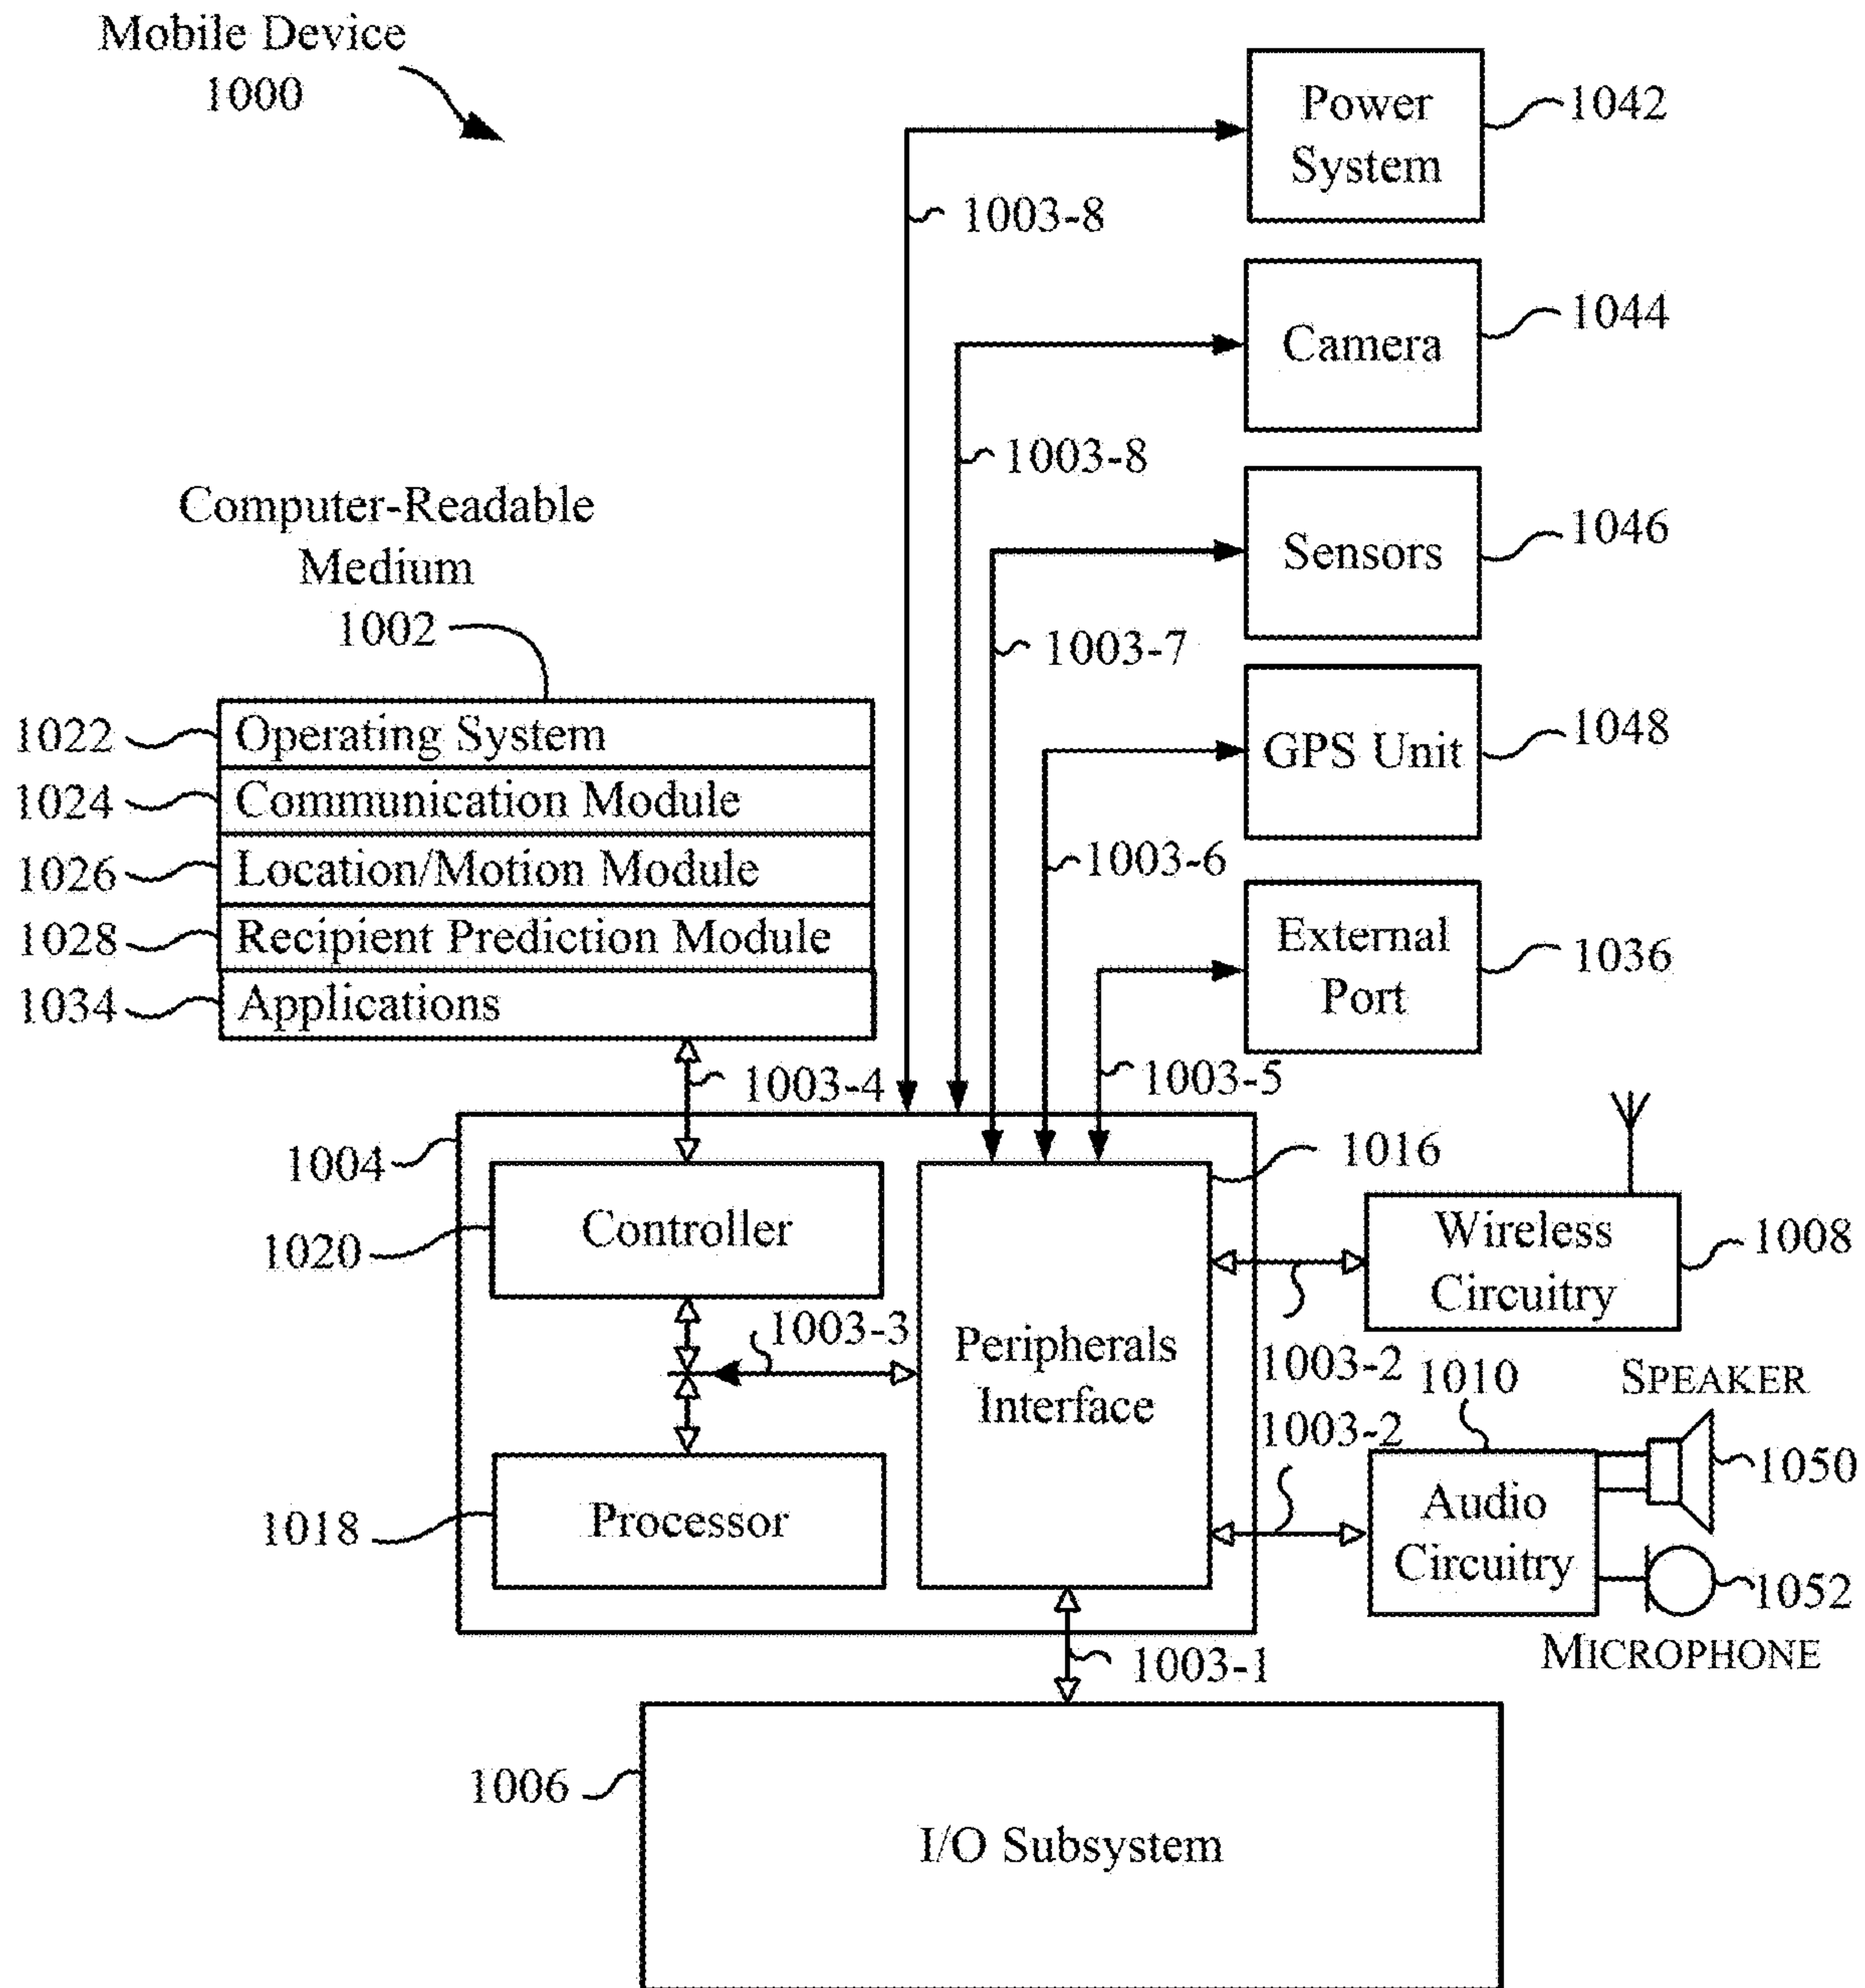 Mobile Device
1000
Power
System
1042
1003-8
Camera
1044
1003-8
Sensors
1046
1003-7
GPS Unit
1048
1003-6
External
Port
1036
1003-5
Computer-Readable
Medium
1002
1022
Operating System
1024
Communication Module
1026
Location/Motion Module
1028
Recipient Prediction Module
1034
Applications
1003-4
1004
Controller
1020
1003-3
Processor
1018
Peripherals
Interface
1016
Wireless
Circuitry
1008
1003-2
1010
SPEAKER
1003-2
Audio
Circuitry
1050
1052
MICROPHONE
1003-1
1006
I/O Subsystem